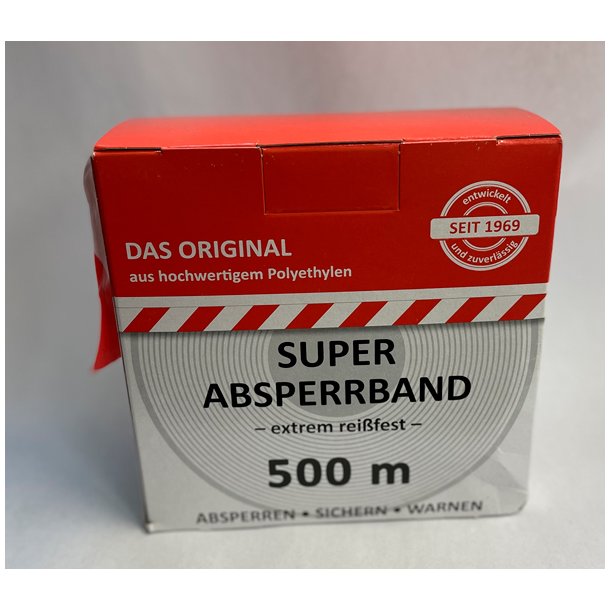 entwickelt
SEIT 1969
und zuverlässig
DAS ORIGINAL
aus hochwertigem Polyethylen
SUPER
ABSPERRBAND
– extrem reißfest –
500 m
ABSPERREN • SICHERN • WARNEN